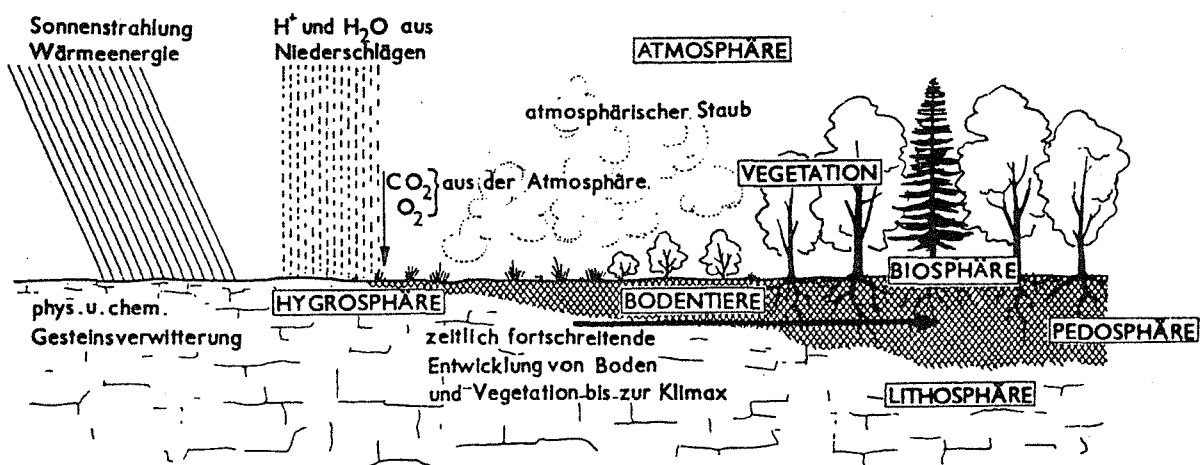 Sonnenstrahlung
Wärmeenergie
H⁺ und H₂O aus
Niederschlägen
ATMOSPHÄRE
atmosphärischer Staub
VEGETATION
CO₂ } aus der Atmosphäre.
O₂
BIOSPHÄRE
HYGROSPHÄRE
BODENTIERE
phys.u.chem.
Gesteinsverwitterung
zeitlich fortschreitende
Entwicklung von Boden
und Vegetation bis zur Klimax
PEDOSPHÄRE
LITHOSPHÄRE